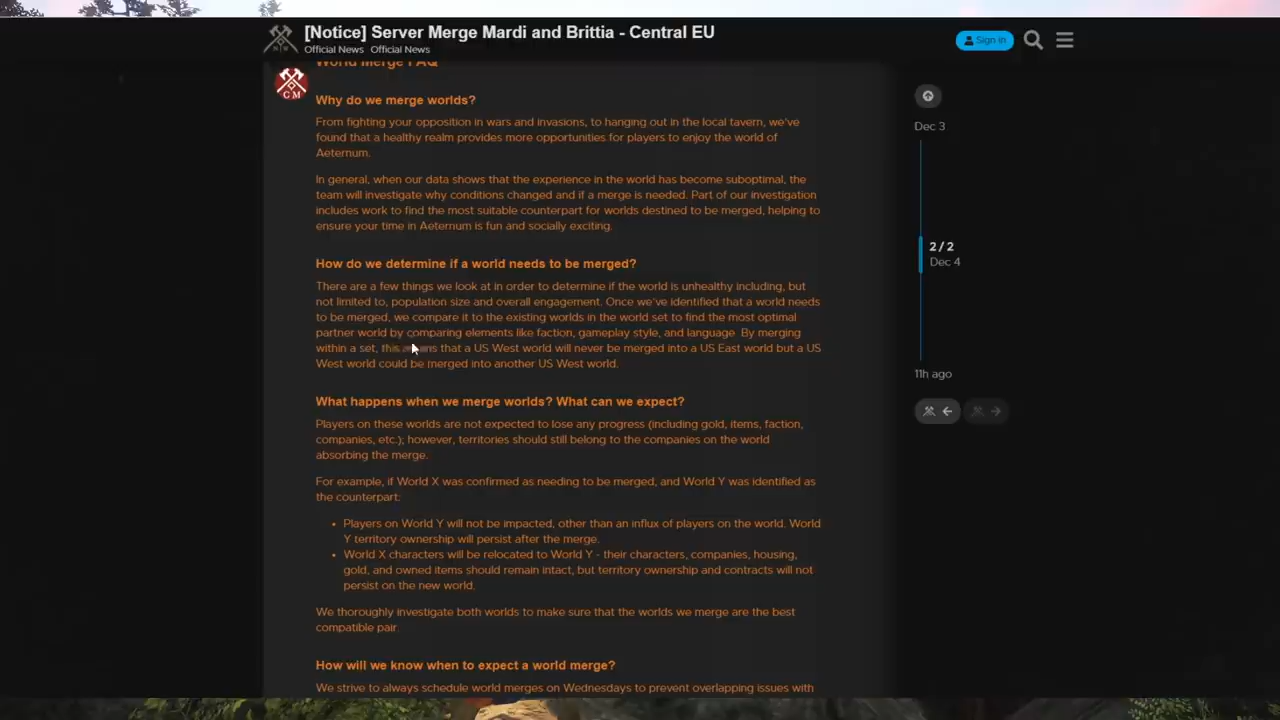 [Notice] Server Merge Mardi and Brittia - Central EU
Official News Official News
Sign in
World Merge FAQ
CM
Why do we merge worlds?
From fighting your opposition in wars and invasions, to hanging out in the local tavern, we've
found that a healthy realm provides more opportunities for players to enjoy the world of
Aeternum.
In general, when our data shows that the experience in the world has become suboptimal, the
team will investigate why conditions changed and if a merge is needed. Part of our investigation
includes work to find the most suitable counterpart for worlds destined to be merged, helping to
ensure your time in Aeternum is fun and socially exciting.
How do we determine if a world needs to be merged?
There are a few things we look at in order to determine if the world is unhealthy including, but
not limited to, population size and overall engagement. Once we've identified that a world needs
to be merged, we compare it to the existing worlds in the world set to find the most optimal
partner world by comparing elements like faction, gameplay style, and language. By merging
within a set, this means that a US West world will never be merged into a US East world but a US
West world could be merged into another US West world.
What happens when we merge worlds? What can we expect?
Players on these worlds are not expected to lose any progress (including gold, items, faction,
companies, etc.); however, territories should still belong to the companies on the world
absorbing the merge.
For example, if World X was confirmed as needing to be merged, and World Y was identified as
the counterpart:
• Players on World Y will not be impacted, other than an influx of players on the world. World
Y territory ownership will persist after the merge.
• World X characters will be relocated to World Y - their characters, companies, housing,
gold, and owned items should remain intact, but territory ownership and contracts will not
persist on the new world.
We thoroughly investigate both worlds to make sure that the worlds we merge are the best
compatible pair.
How will we know when to expect a world merge?
We strive to always schedule world merges on Wednesdays to prevent overlapping issues with
Dec 3
2 / 2
Dec 4
11h ago